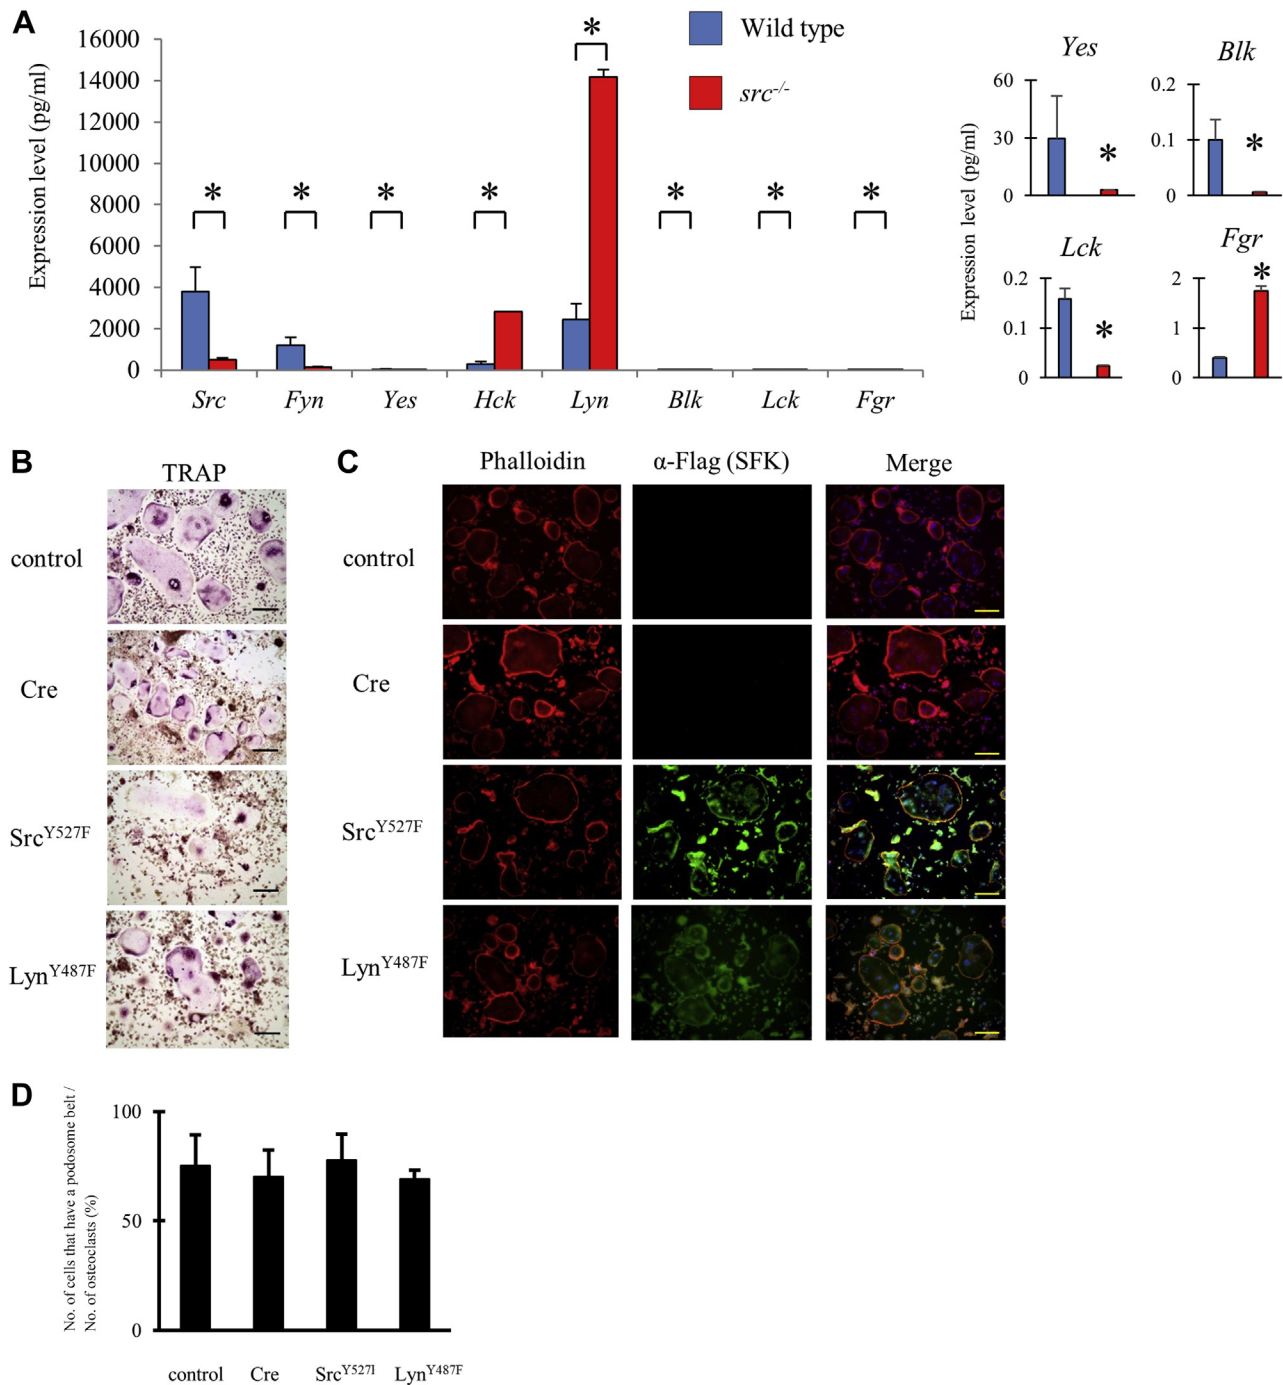 A
Expression level (pg/ml)
16000
14000
12000
10000
8000
6000
4000
2000
0
* * * * * * * *
Src Fyn Yes Hck Lyn Blk Lck Fgr
Wild type
src-/-
Expression level (pg/ml)
Yes
60
30
0
*
Blk
0.2
0.1
0
*
Lck
0.2
0.1
0
*
Fgr
2
1
0
*
B
TRAP
control
Cre
SrcY527F
LynY487F
C
Phalloidin α-Flag (SFK) Merge
control
Cre
SrcY527F
LynY487F
D
No. of cells that have a podosome belt /
No. of osteoclasts (%)
100
50
0
control Cre SrcY527I LynY487F